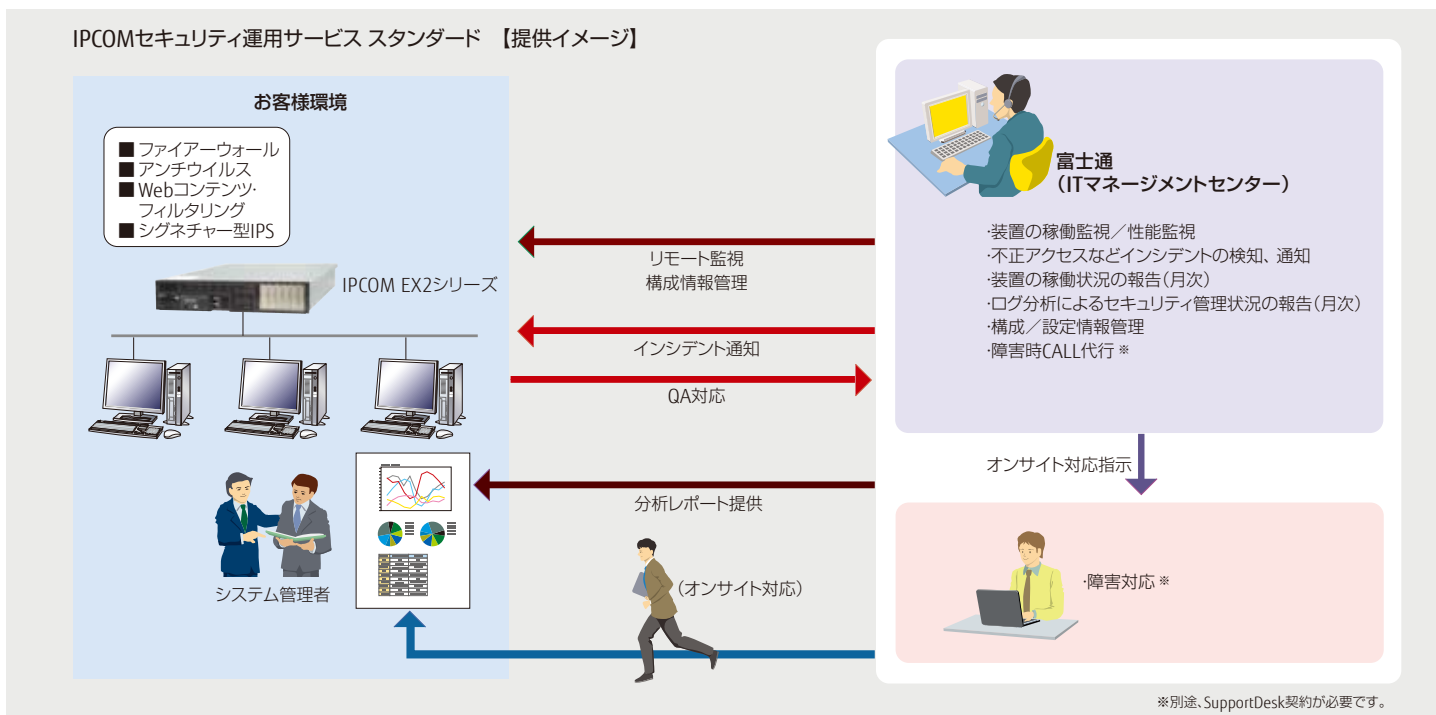 IPCOMセキュリティ運用サービス スタンダード 【提供イメージ】
お客様環境
■ ファイアーウォール
■ アンチウイルス
■ Webコンテンツ・
フィルタリング
■ シグネチャー型IPS
IPCOM EX2シリーズ
システム管理者
リモート監視
構成情報管理
インシデント通知
QA対応
分析レポート提供
(オンサイト対応)
富士通
(ITマネージメントセンター)
・装置の稼働監視/性能監視
・不正アクセスなどインシデントの検知、通知
・装置の稼働状況の報告(月次)
・ログ分析によるセキュリティ管理状況の報告(月次)
・構成/設定情報管理
・障害時CALL代行※
オンサイト対応指示
・障害対応※
※別途、SupportDesk契約が必要です。